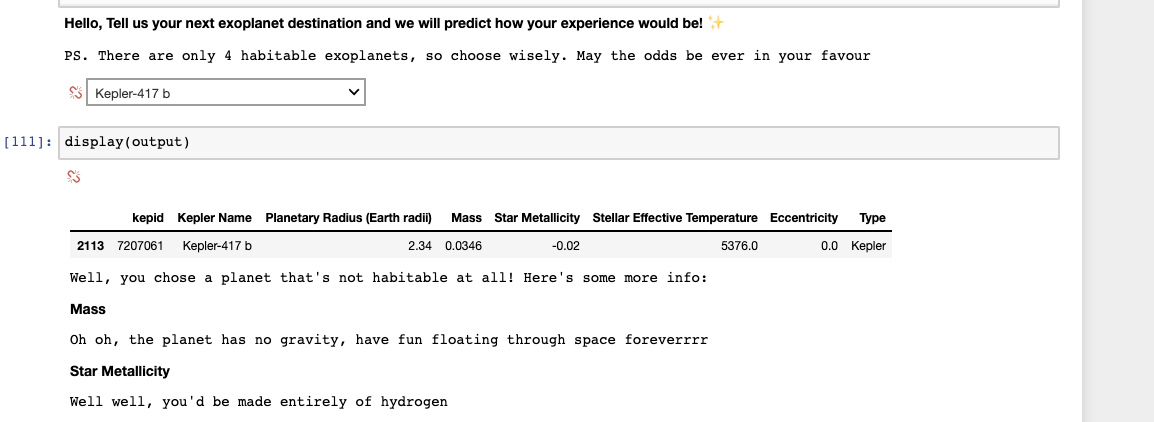 Hello, Tell us your next exoplanet destination and we will predict how your experience would be! ✨
PS. There are only 4 habitable exoplanets, so choose wisely. May the odds be ever in your favour
Kepler-417 b
[111]: display(output)
kepid Kepler Name Planetary Radius (Earth radii) Mass Star Metallicity Stellar Effective Temperature Eccentricity Type
2113 7207061 Kepler-417 b 2.34 0.0346 -0.02 5376.0 0.0 Kepler
Well, you chose a planet that's not habitable at all! Here's some more info:
Mass
Oh oh, the planet has no gravity, have fun floating through space foreverrrr
Star Metallicity
Well well, you'd be made entirely of hydrogen